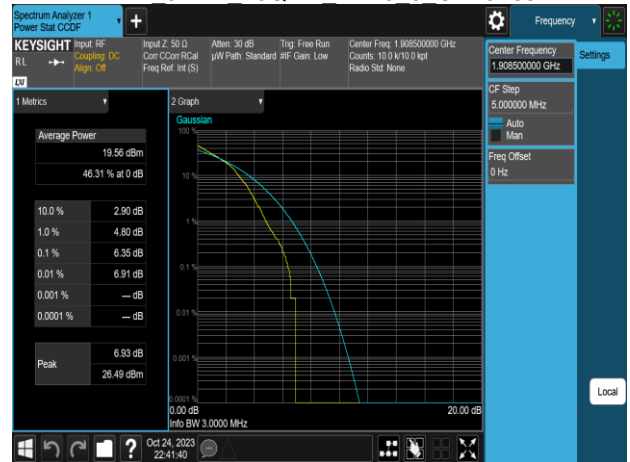 Spectrum Analyzer 1
Power Stat CCDF
Frequency
KEYSIGHT
RL
LXI
Input: RF
Coupling: DC
Align: Off
Input Z: 50 Ω
Corr CCorr RCal
Freq Ref: Int (S)
Atten: 30 dB
µW Path: Standard
Trig: Free Run
#IF Gain: Low
Center Freq: 1.908500000 GHz
Counts: 10.0 k/10.0 kpt
Radio Std: None
Center Frequency
1.908500000 GHz
Settings
CF Step
5.000000 MHz
Auto
Man
Freq Offset
0 Hz
Local
1 Metrics
Average Power
19.56 dBm
46.31 % at 0 dB
10.0 % 2.90 dB
1.0 % 4.80 dB
0.1 % 6.35 dB
0.01 % 6.91 dB
0.001 % --- dB
0.0001 % --- dB
Peak
6.93 dB
26.49 dBm
2 Graph
Gaussian
100 %
10 %
1 %
0.1 %
0.01 %
0.001 %
0.0001 %
0.00 dB
20.00 dB
Info BW 3.0000 MHz
?
Oct 24, 2023
22:41:40